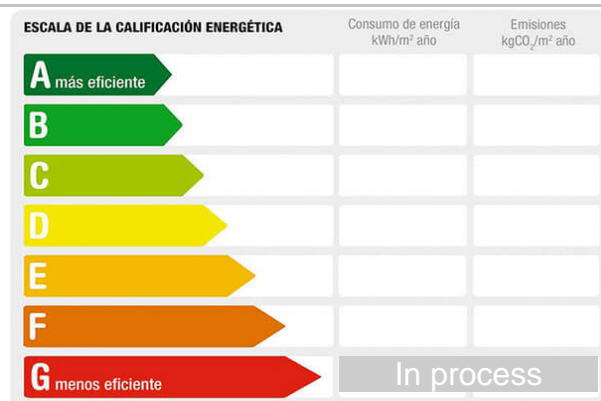 ESCALA DE LA CALIFICACIÓN ENERGÉTICA
Consumo de energía
kWh/m² año
Emisiones
kgCO₂/m² año
A más eficiente
B
C
D
E
F
G menos eficiente
In process